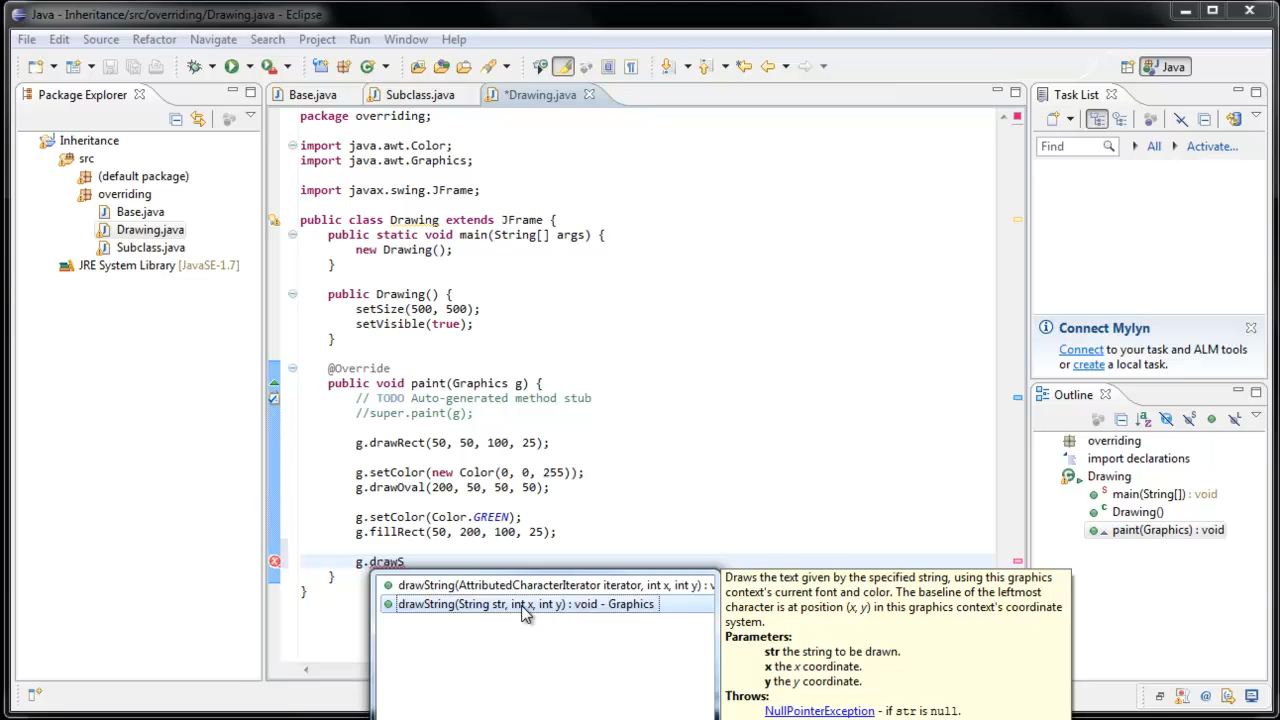 Java - Inheritance/src/overriding/Drawing.java - Eclipse
File Edit Source Refactor Navigate Search Project Run Window Help
Java
Package Explorer
Base.java Subclass.java *Drawing.java
Task List
Inheritance
src
(default package)
overriding
Base.java
Drawing.java
Subclass.java
JRE System Library [JavaSE-1.7]
package overriding;
import java.awt.Color;
import java.awt.Graphics;
import javax.swing.JFrame;
public class Drawing extends JFrame {
public static void main(String[] args) {
new Drawing();
}
public Drawing() {
setSize(500, 500);
setVisible(true);
}
@Override
public void paint(Graphics g) {
// TODO Auto-generated method stub
//super.paint(g);
g.drawRect(50, 50, 100, 25);
g.setColor(new Color(0, 0, 255));
g.drawOval(200, 50, 50, 50);
g.setColor(Color.GREEN);
g.fillRect(50, 200, 100, 25);
g.drawS
}
}
drawString(AttributedCharacterIterator iterator, int x, int y) : v
drawString(String str, int x, int y) : void - Graphics
Draws the text given by the specified string, using this graphics
context's current font and color. The baseline of the leftmost
character is at position (x, y) in this graphics context's coordinate
system.
Parameters:
str the string to be drawn.
x the x coordinate.
y the y coordinate.
Throws:
NullPointerException - if str is null.
Find All Activate...
Connect Mylyn
Connect to your task and ALM tools
or create a local task.
Outline
overriding
import declarations
Drawing
main(String[]) : void
Drawing()
paint(Graphics) : void